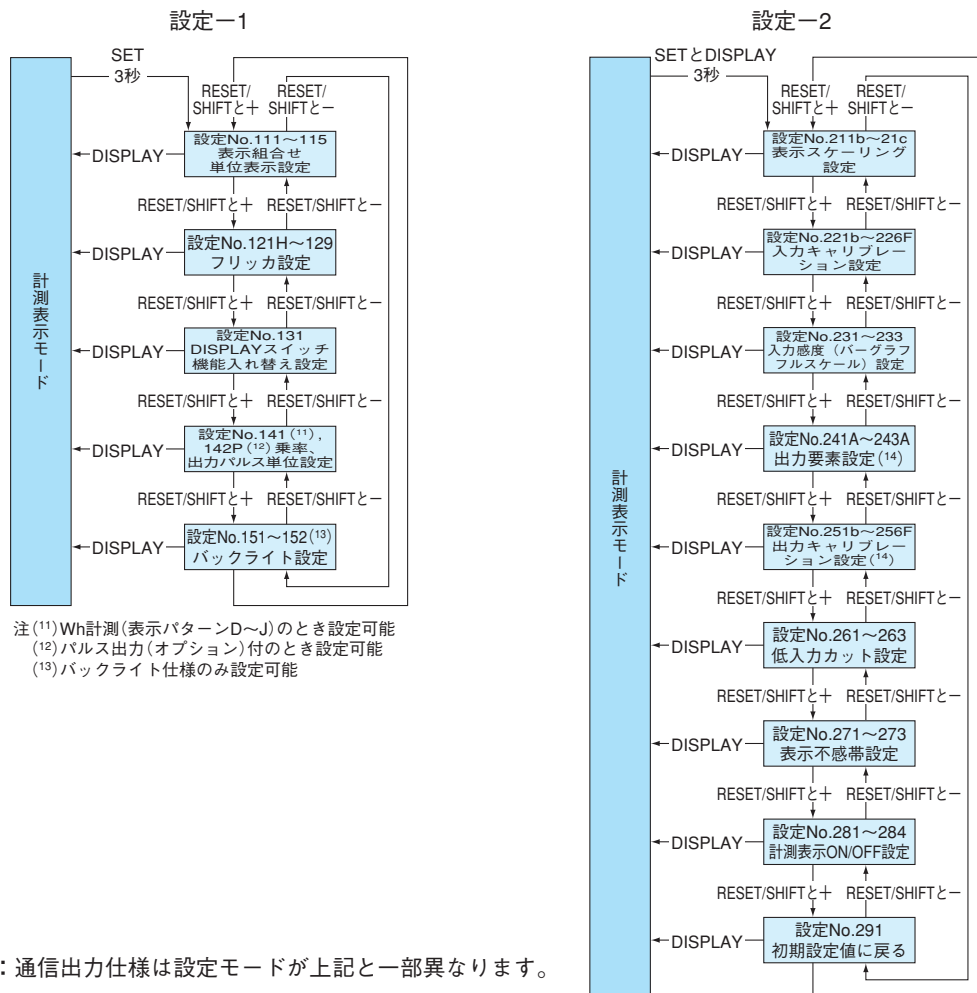 設定ー1
SET
3秒
RESET/
SHIFTと＋
RESET/
SHIFTとー
設定No.111～115
表示組合せ
単位表示設定
DISPLAY
RESET/SHIFTと＋ RESET/SHIFTとー
設定No.121H～129
フリッカ設定
DISPLAY
RESET/SHIFTと＋ RESET/SHIFTとー
設定No.131
DISPLAYスイッチ
機能入れ替え設定
DISPLAY
RESET/SHIFTと＋ RESET/SHIFTとー
設定No.141(11),
142P(12)乗率、
出力パルス単位設定
DISPLAY
RESET/SHIFTと＋ RESET/SHIFTとー
設定No.151～152(13)
バックライト設定
DISPLAY
計測表示モード
注(11)Wh計測(表示パターンD～J)のとき設定可能
(12)パルス出力(オプション)付のとき設定可能
(13)バックライト仕様のみ設定可能
設定ー2
SETとDISPLAY
3秒
RESET/
SHIFTと＋
RESET/
SHIFTとー
設定No.211b～21c
表示スケーリング
設定
DISPLAY
RESET/SHIFTと＋ RESET/SHIFTとー
設定No.221b～226F
入力キャリブレー
ション設定
DISPLAY
RESET/SHIFTと＋ RESET/SHIFTとー
設定No.231～233
入力感度（バーグラフ
フルスケール）設定
DISPLAY
RESET/SHIFTと＋ RESET/SHIFTとー
設定No.241A～243A
出力要素設定(14)
DISPLAY
RESET/SHIFTと＋ RESET/SHIFTとー
設定No.251b～256F
出力キャリブレー
ション設定(14)
DISPLAY
RESET/SHIFTと＋ RESET/SHIFTとー
設定No.261～263
低入力カット設定
DISPLAY
RESET/SHIFTと＋ RESET/SHIFTとー
設定No.271～273
表示不感帯設定
DISPLAY
RESET/SHIFTと＋ RESET/SHIFTとー
設定No.281～284
計測表示ON/OFF設定
DISPLAY
RESET/SHIFTと＋ RESET/SHIFTとー
設定No.291
初期設定値に戻る
DISPLAY
計測表示モード
：通信出力仕様は設定モードが上記と一部異なります。